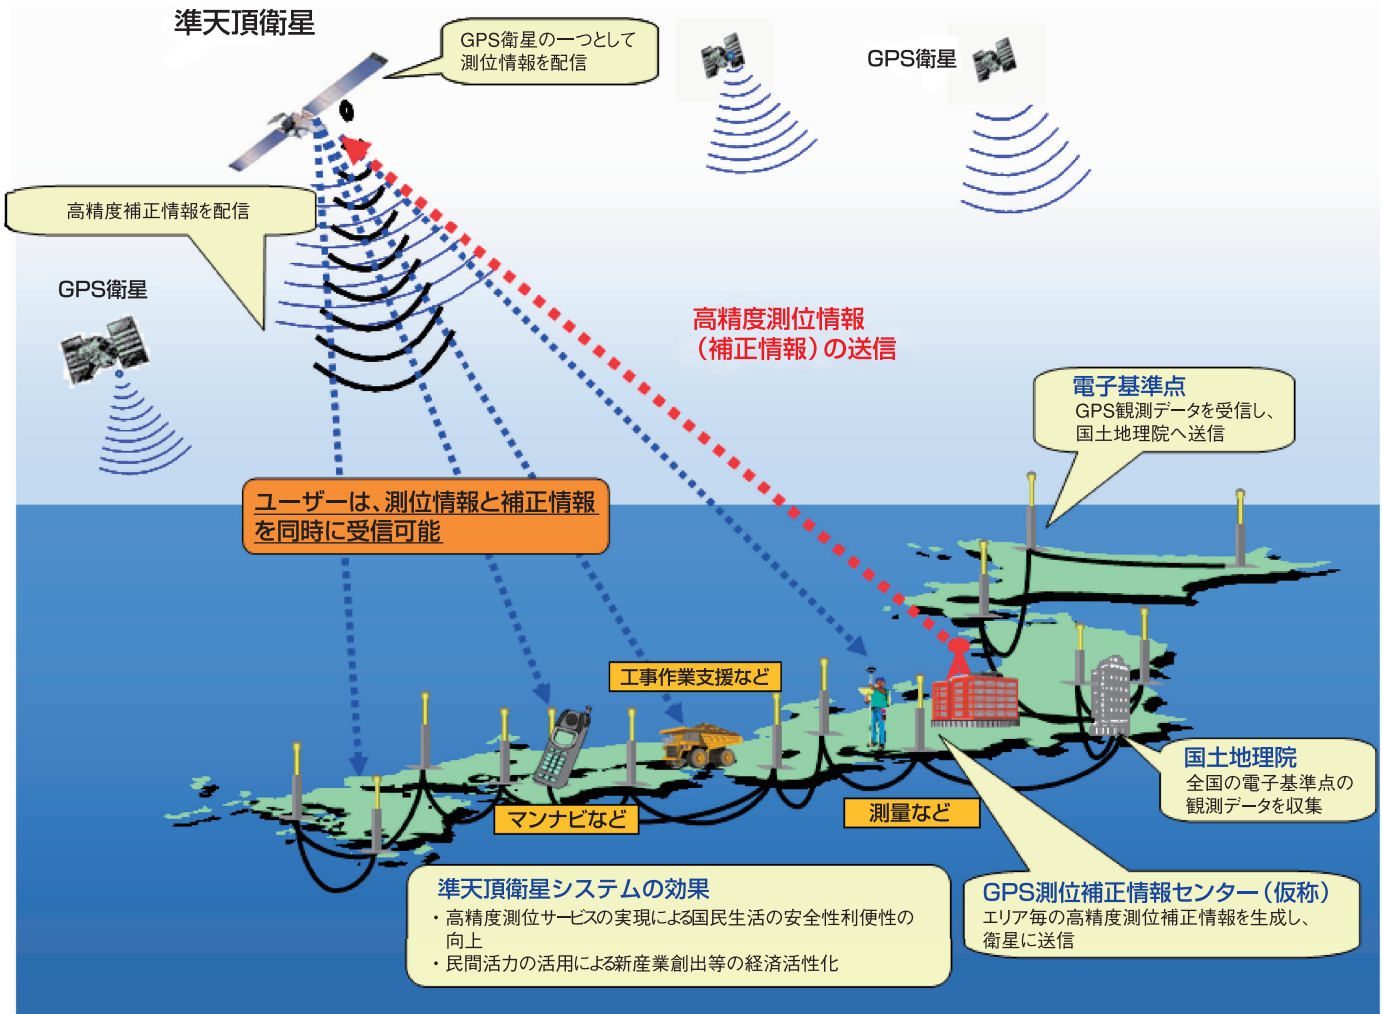 準天頂衛星
GPS衛星の一つとして
測位情報を配信
GPS衛星
高精度補正情報を配信
GPS衛星
高精度測位情報
（補正情報）の送信
電子基準点
GPS観測データを受信し、
国土地理院へ送信
ユーザーは、測位情報と補正情報
を同時に受信可能
工事作業支援など
マンナビなど
測量など
国土地理院
全国の電子基準点の
観測データを収集
準天頂衛星システムの効果
・高精度測位サービスの実現による国民生活の安全性利便性の
向上
・民間活力の活用による新産業創出等の経済活性化
GPS測位補正情報センター（仮称）
エリア毎の高精度測位補正情報を生成し、
衛星に送信